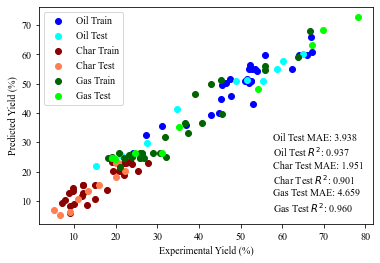 70
60
50
40
30
20
10
Predicted Yield (%)
Oil Train
Oil Test
Char Train
Char Test
Gas Train
Gas Test
Oil Test MAE: 3.938
Oil Test R²: 0.937
Char Test MAE: 1.951
Char Test R²: 0.901
Gas Test MAE: 4.659
Gas Test R²: 0.960
10 20 30 40 50 60 70 80
Experimental Yield (%)